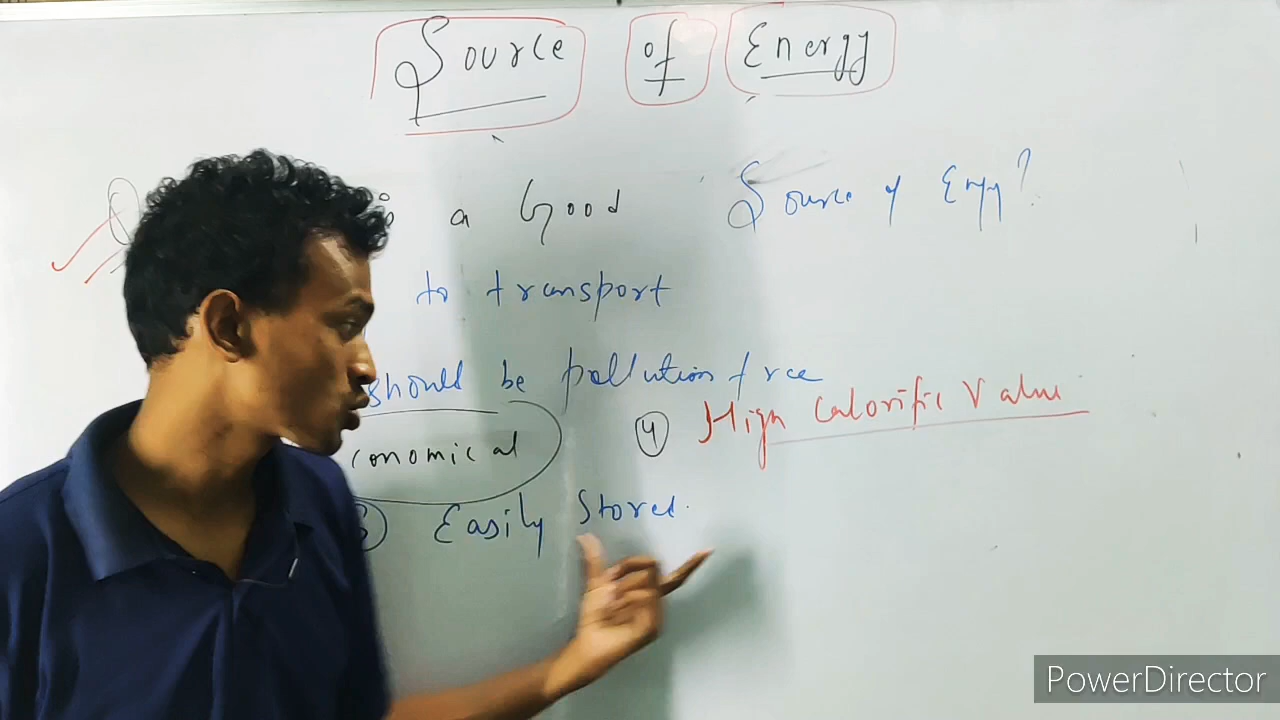 Source of Energy
a Good Source of Engy?
to transport
should be pollution free
④ High Calorific Value
conomical
Easily Stored.
PowerDirector